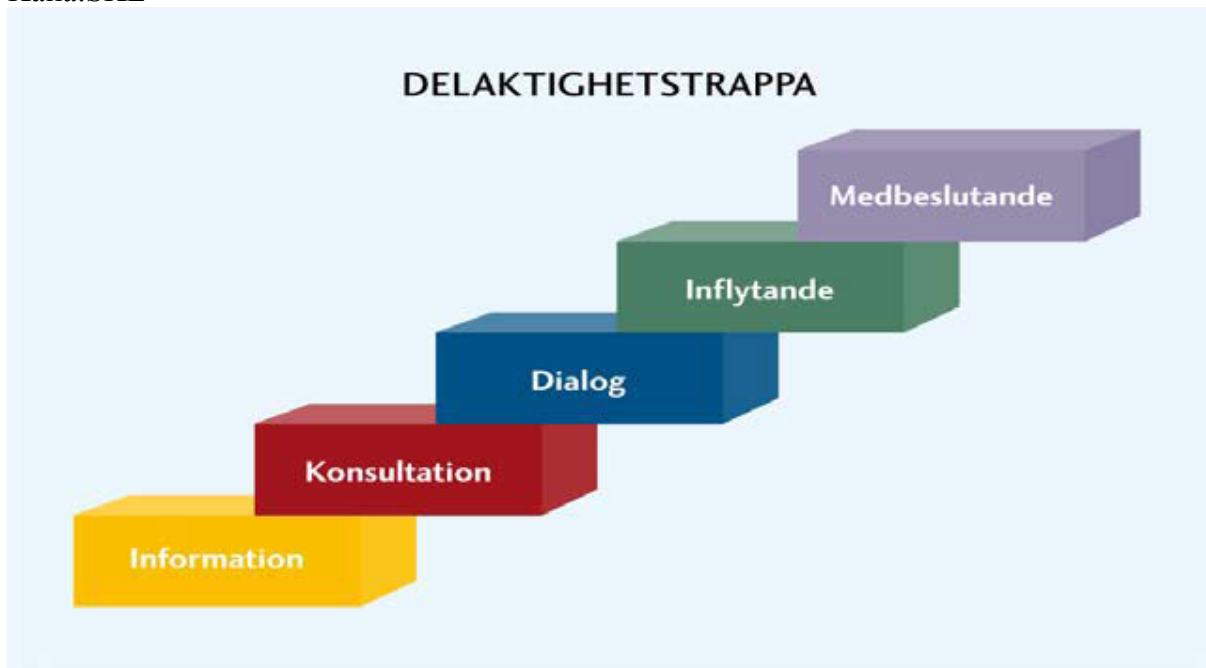 DELAKTIGHETSTRAPPA
Medbeslutande
Inflytande
Dialog
Konsultation
Information